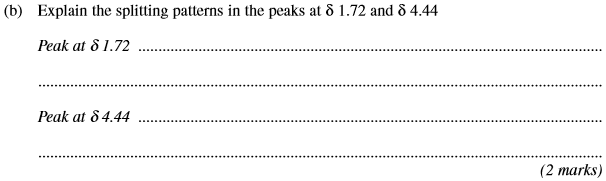 (b) Explain the splitting patterns in the peaks at δ 1.72 and δ 4.44
Peak at δ 1.72 ..........................................................................................
..........................................................................................
Peak at δ 4.44 ..........................................................................................
..........................................................................................
(2 marks)